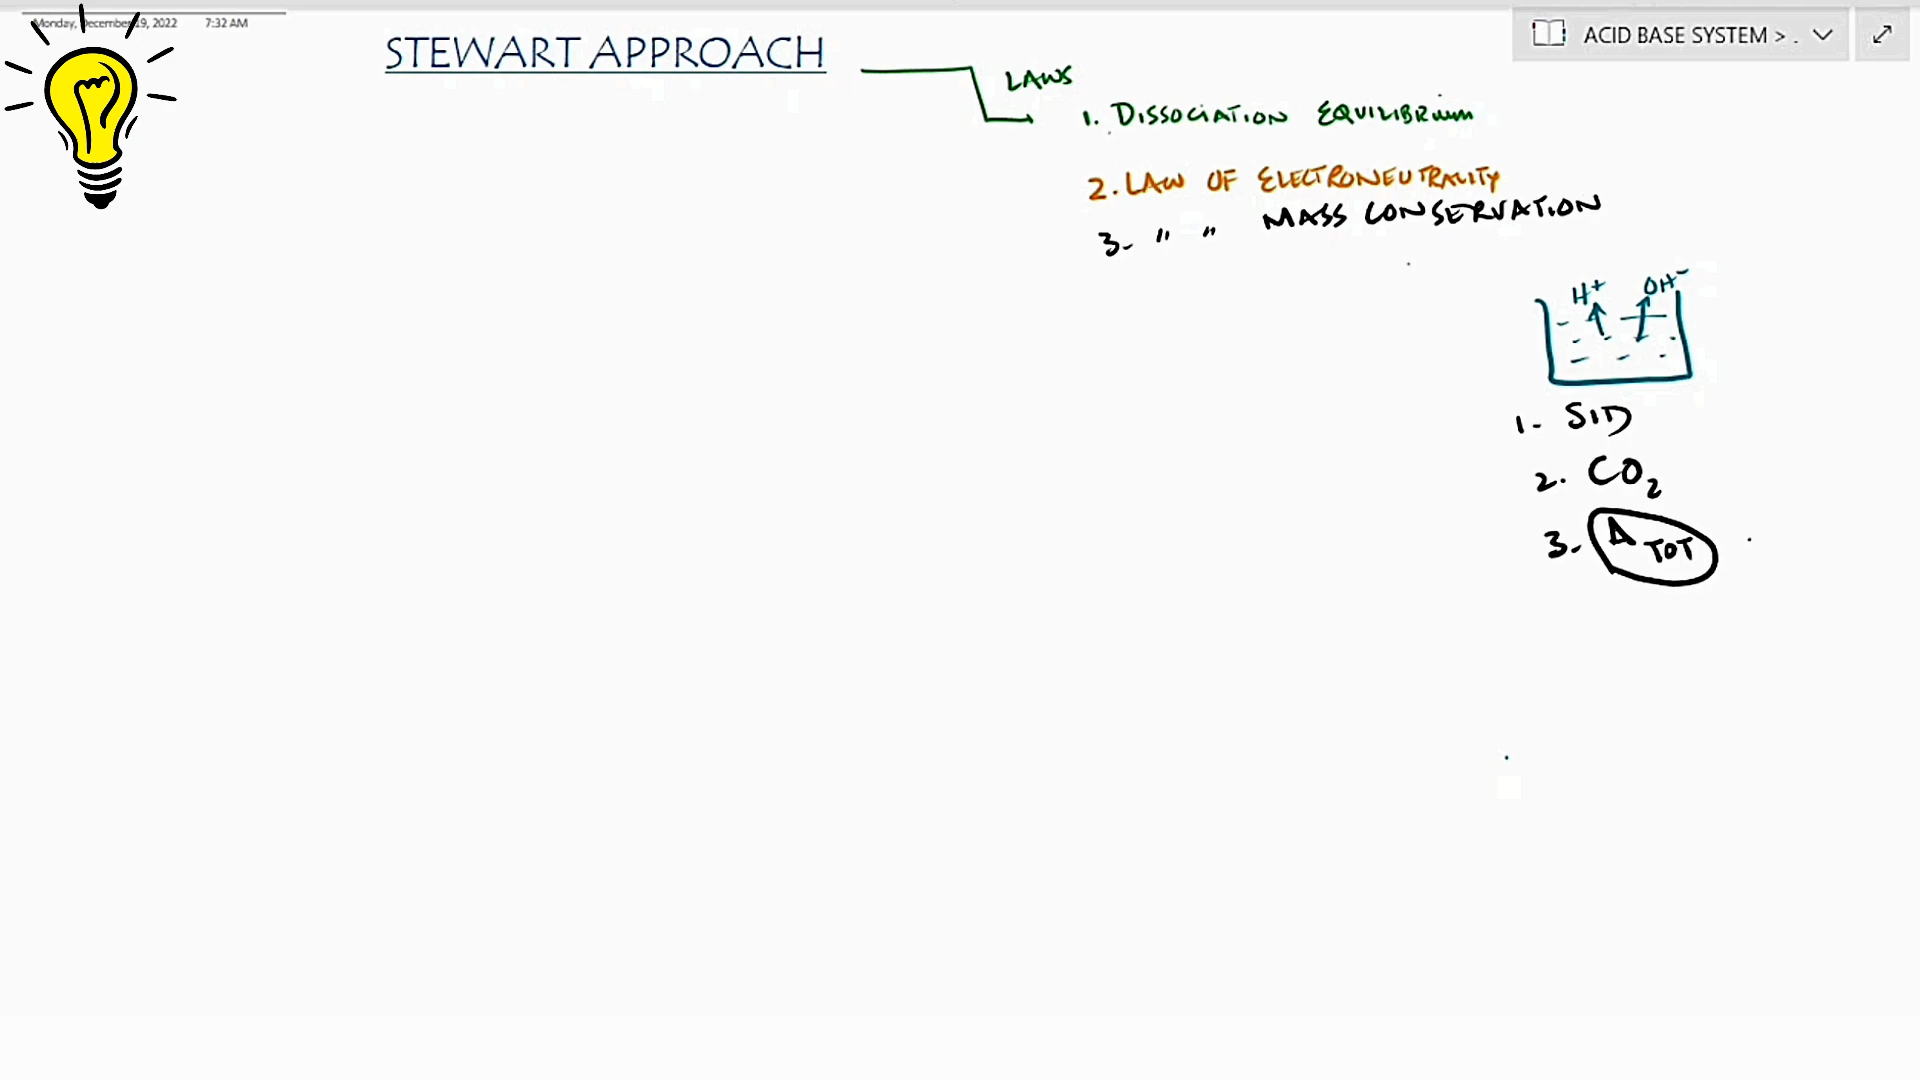 Monday, December 19, 2022 7:32 AM
ACID BASE SYSTEM > .
STEWART APPROACH
LAWS
1. DISSOCIATION EQUILIBRIUM
2. LAW OF ELECTRONEUTRALITY
3- " " MASS CONSERVATION
H+ OH-
1- SID
2. CO2
3- A TOT